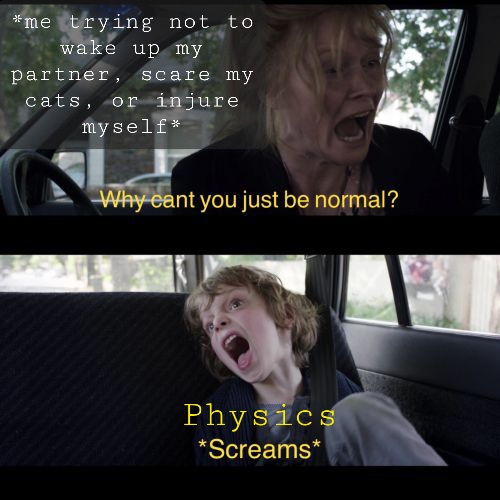 *me trying not to
wake up my
partner, scare my
cats, or injure
myself*
Why cant you just be normal?
Physics
*Screams*